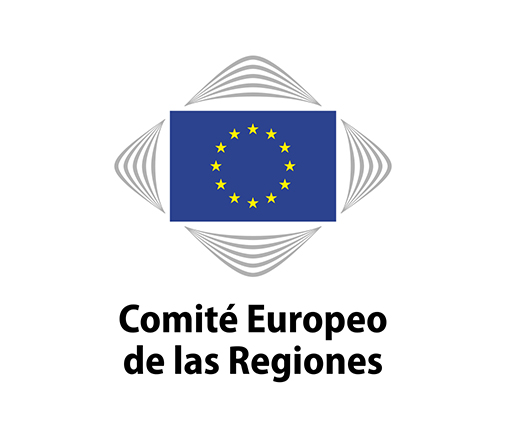 Comité Europeo
de las Regiones